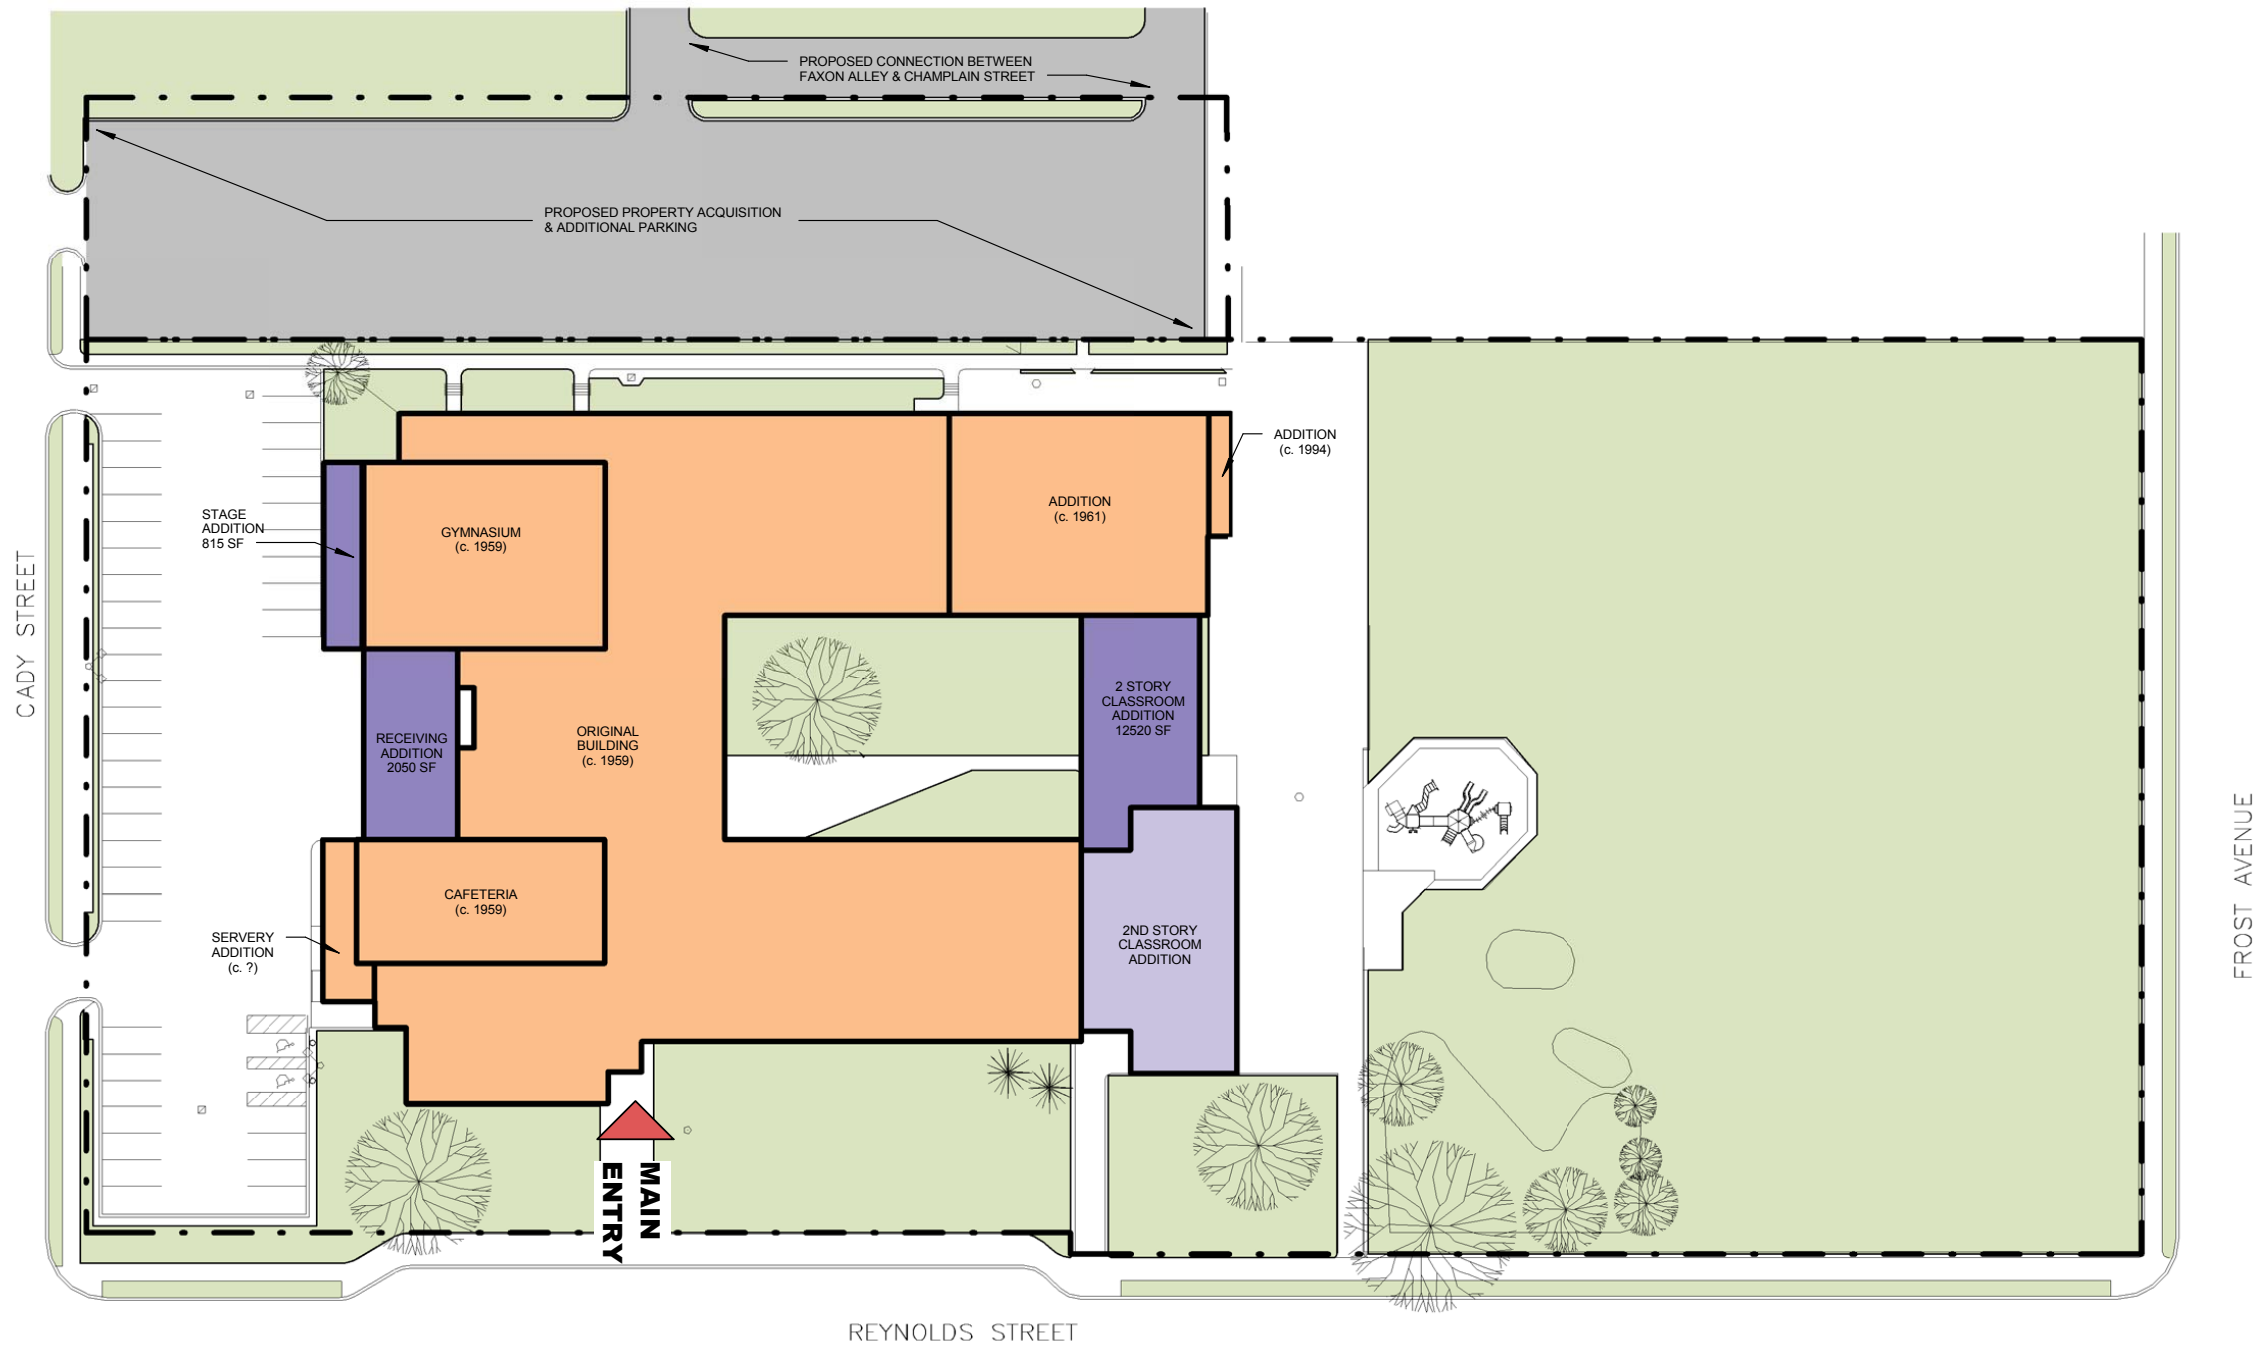 PROPOSED CONNECTION BETWEEN
FAXON ALLEY & CHAMPLAIN STREET
PROPOSED PROPERTY ACQUISITION
& ADDITIONAL PARKING
ADDITION
(c. 1994)
ADDITION
(c. 1961)
STAGE
ADDITION
815 SF
GYMNASIUM
(c. 1959)
CADY STREET
2 STORY
CLASSROOM
ADDITION
12520 SF
RECEIVING
ADDITION
2050 SF
ORIGINAL
BUILDING
(c. 1959)
CAFETERIA
(c. 1959)
SERVERY
ADDITION
(c. ?)
2ND STORY
CLASSROOM
ADDITION
FROST AVENUE
MAIN
ENTRY
REYNOLDS STREET